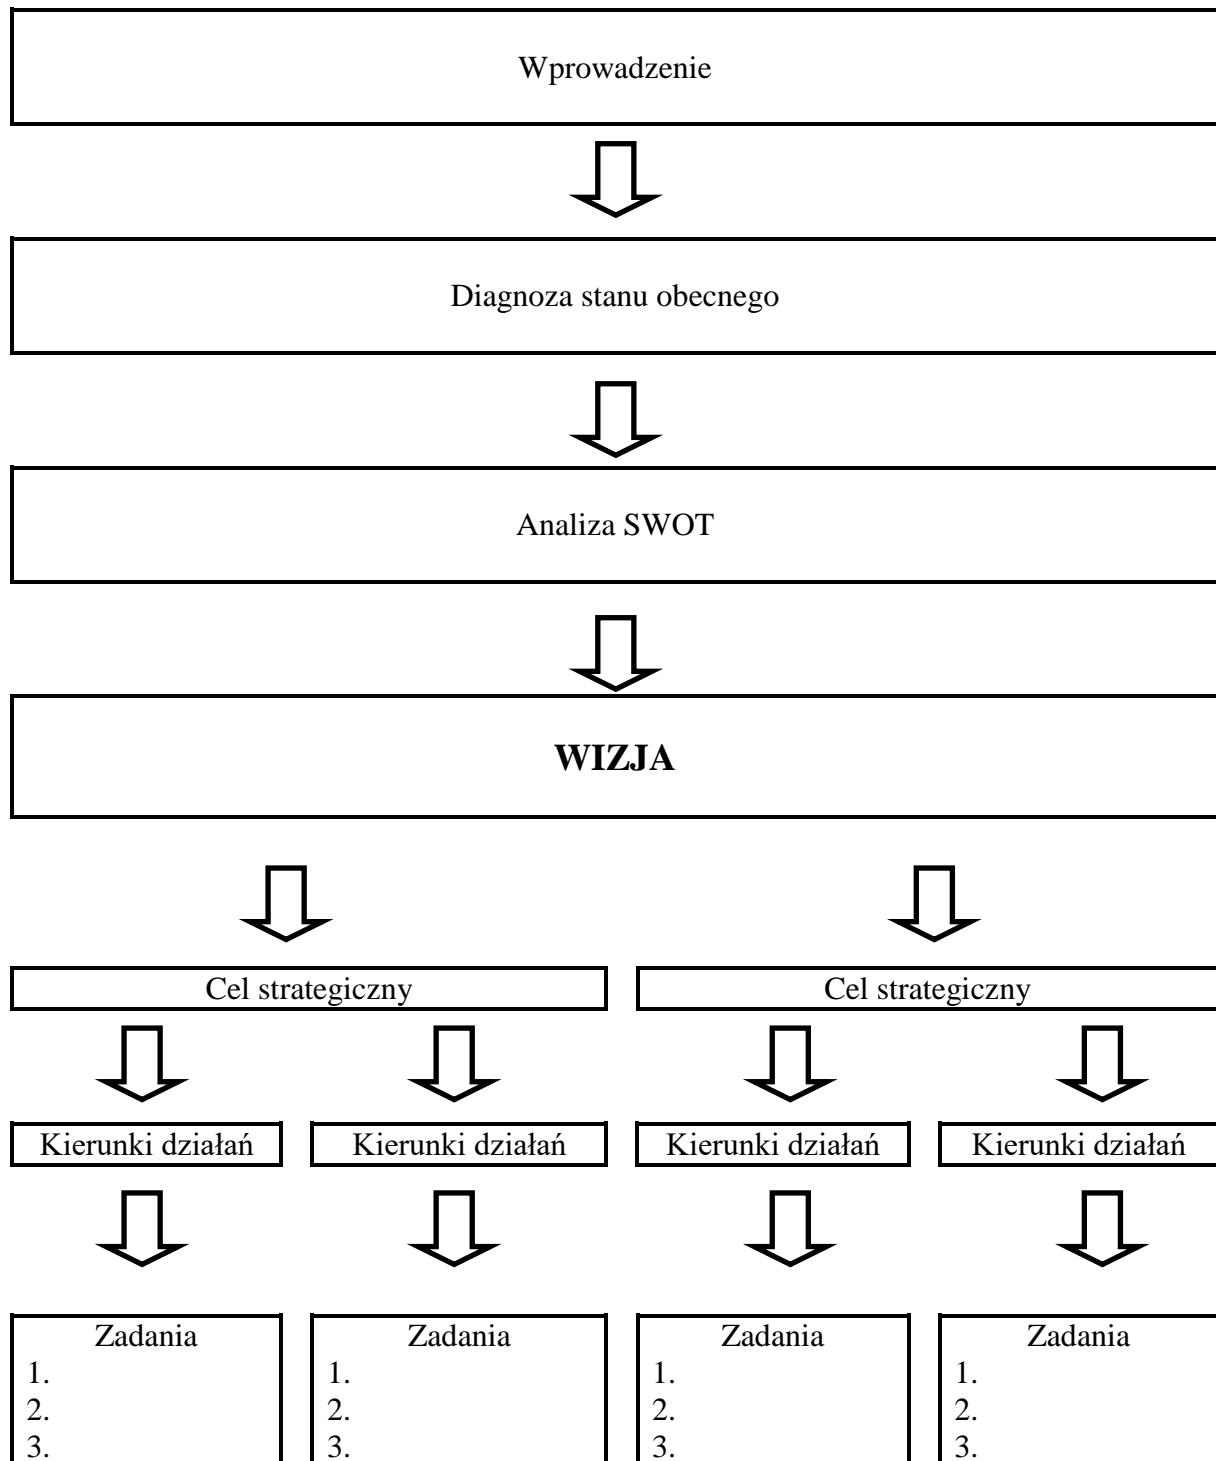 Wprowadzenie
Diagnoza stanu obecnego
Analiza SWOT
WIZJA
Cel strategiczny
Cel strategiczny
Kierunki działań
Kierunki działań
Kierunki działań
Kierunki działań
Zadania
1.
2.
3.
Zadania
1.
2.
3.
Zadania
1.
2.
3.
Zadania
1.
2.
3.